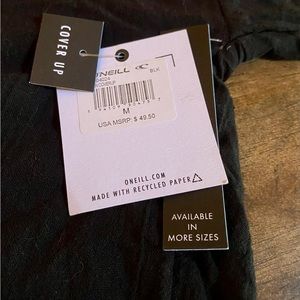 COVER UP
O'NEILL
BLK
M
USA MSRP: $ 49.50
ONEILL.COM
MADE WITH RECYCLED PAPER
AVAILABLE IN
MORE SIZES